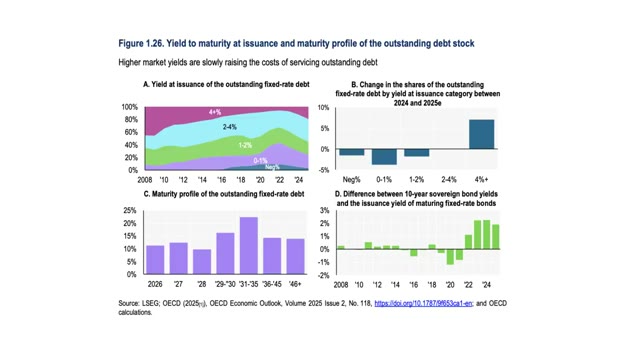 Figure 1.26. Yield to maturity at issuance and maturity profile of the outstanding debt stock
Higher market yields are slowly raising the costs of servicing outstanding debt
A. Yield at issuance of the outstanding fixed-rate debt
100%
80%
60%
40%
20%
0%
4+%
2-4%
1-2%
0-1%
Neg%
2008 '10 '12 '14 '16 '18 '20 '22 '24
B. Change in the shares of the outstanding
fixed-rate debt by yield at issuance category between
2024 and 2025e
10%
5%
0%
-5%
Neg% 0-1% 1-2% 2-4% 4%+
C. Maturity profile of the outstanding fixed-rate debt
25%
20%
15%
10%
5%
0%
2026 '27 '28 '29-'30 '31-'35 '36-'45 '46+
D. Difference between 10-year sovereign bond yields
and the issuance yield of maturing fixed-rate bonds
3%
2%
1%
0%
-1%
-2%
2008 '10 '12 '14 '16 '18 '20 '22 '24
Source: LSEG; OECD (2025[1]), OECD Economic Outlook, Volume 2025 Issue 2, No. 118, https://doi.org/10.1787/9f653ca1-en; and OECD
calculations.